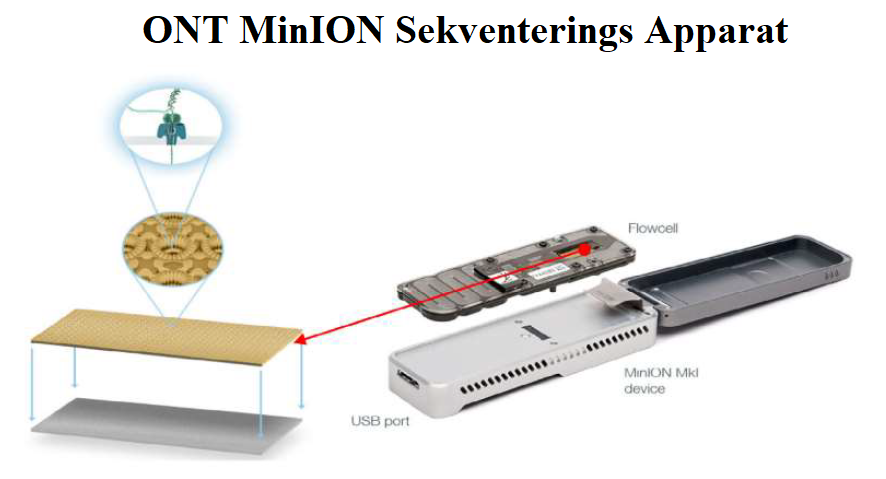 ONT MinION Sekventerings Apparat
Flowcell
MinION MkI
device
USB port